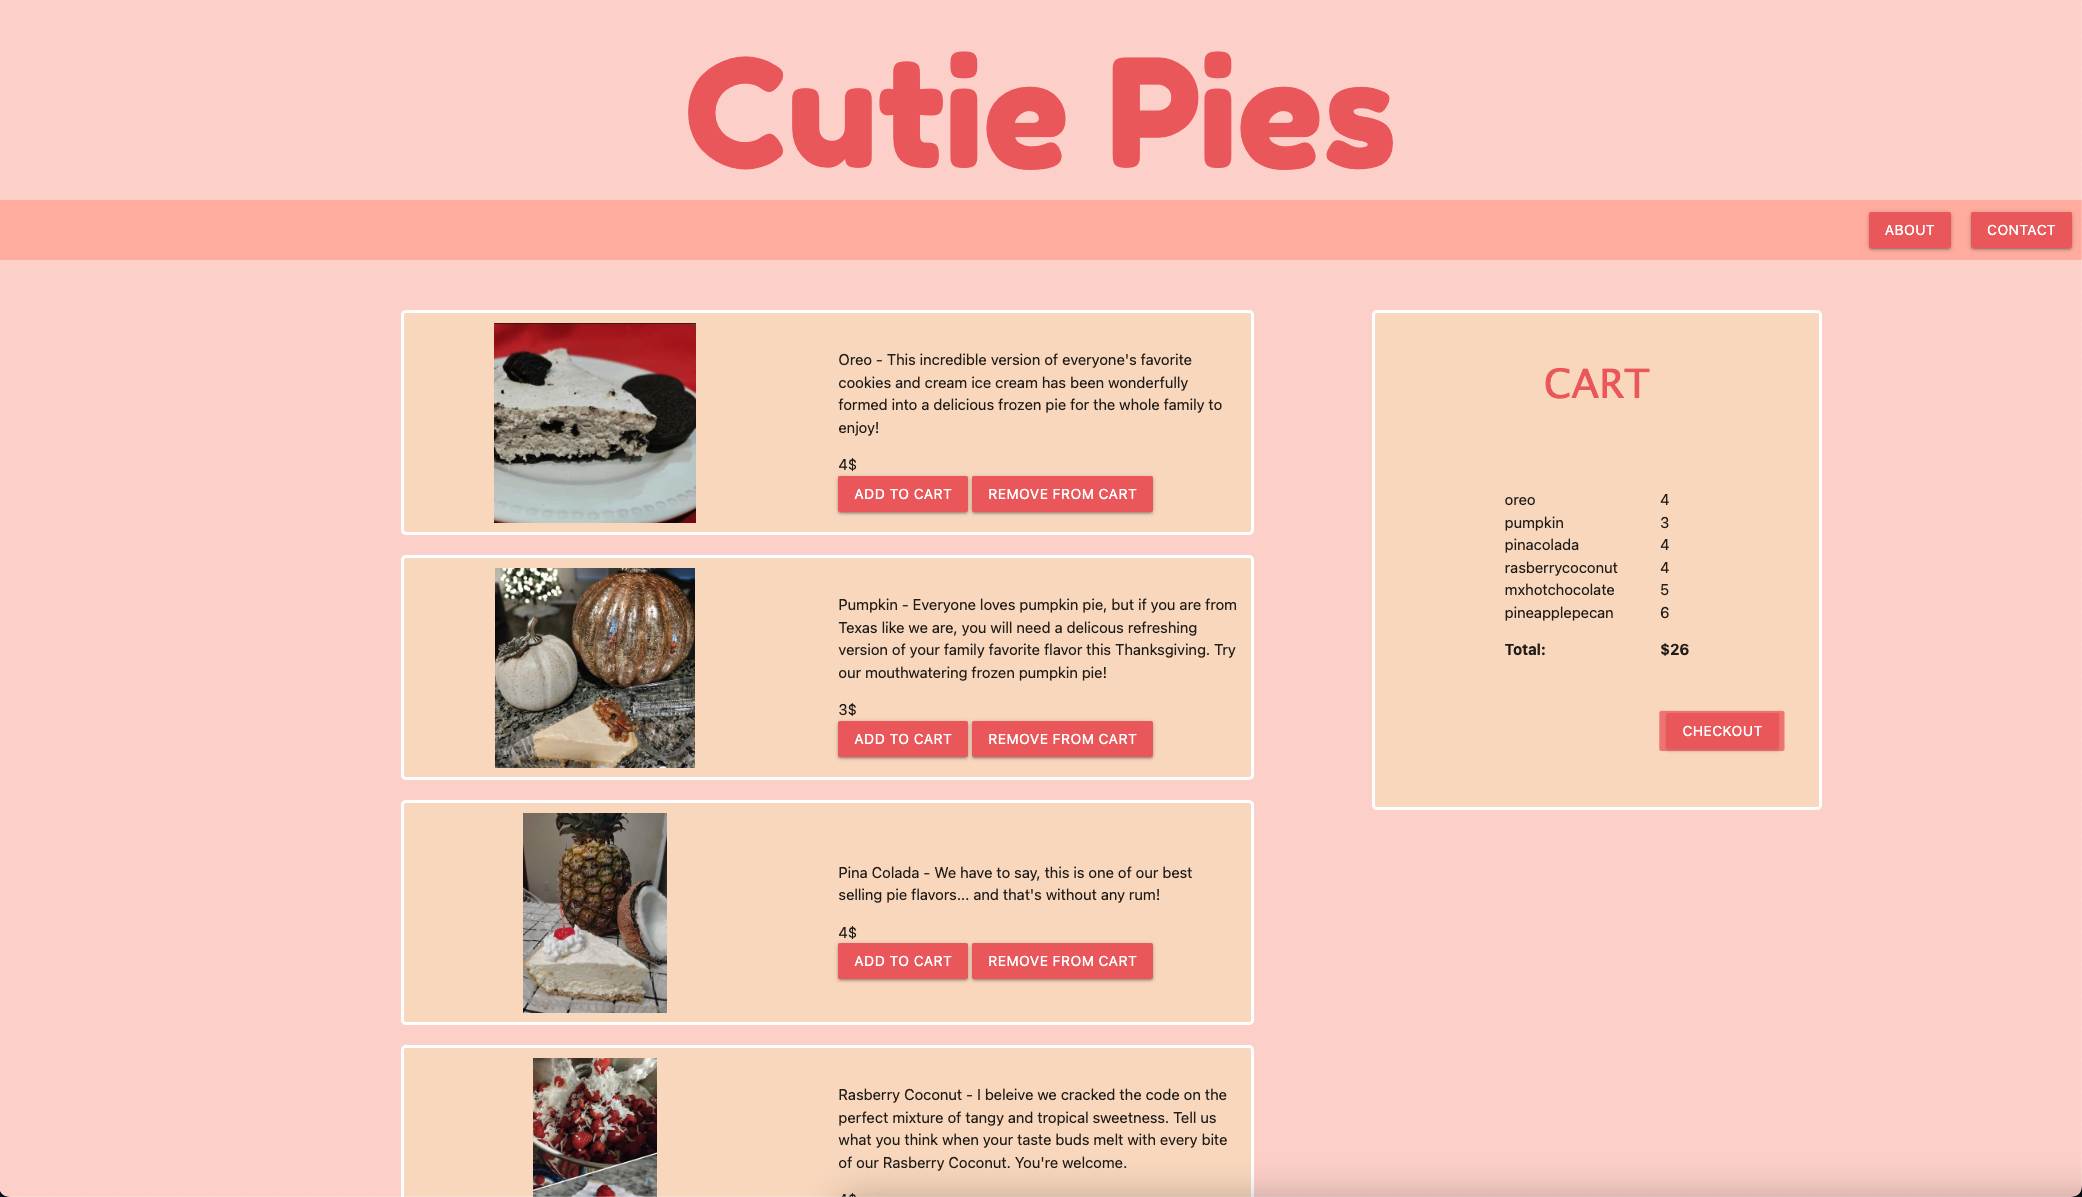 Cutie Pies
ABOUT
CONTACT
Oreo - This incredible version of everyone's favorite
cookies and cream ice cream has been wonderfully
formed into a delicious frozen pie for the whole family to
enjoy!
4$
ADD TO CART
REMOVE FROM CART
Pumpkin - Everyone loves pumpkin pie, but if you are from
Texas like we are, you will need a delicous refreshing
version of your family favorite flavor this Thanksgiving. Try
our mouthwatering frozen pumpkin pie!
3$
ADD TO CART
REMOVE FROM CART
Pina Colada - We have to say, this is one of our best
selling pie flavors... and that's without any rum!
4$
ADD TO CART
REMOVE FROM CART
Rasberry Coconut - I beleive we cracked the code on the
perfect mixture of tangy and tropical sweetness. Tell us
what you think when your taste buds melt with every bite
of our Rasberry Coconut. You're welcome.
CART
oreo 4
pumpkin 3
pinacolada 4
rasberrycoconut 4
mxhotchocolate 5
pineapplepecan 6
Total: $26
CHECKOUT